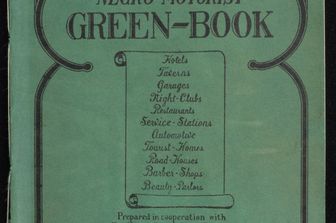 NEGRO MOTORIST
GREEN-BOOK
Hotels
Taverns
Garages
Night-Clubs
Restaurants
Service-Stations
Automotive
Tourist-Homes
Road-Houses
Barber-Shops
Beauty-Parlors
Prepared in cooperation with